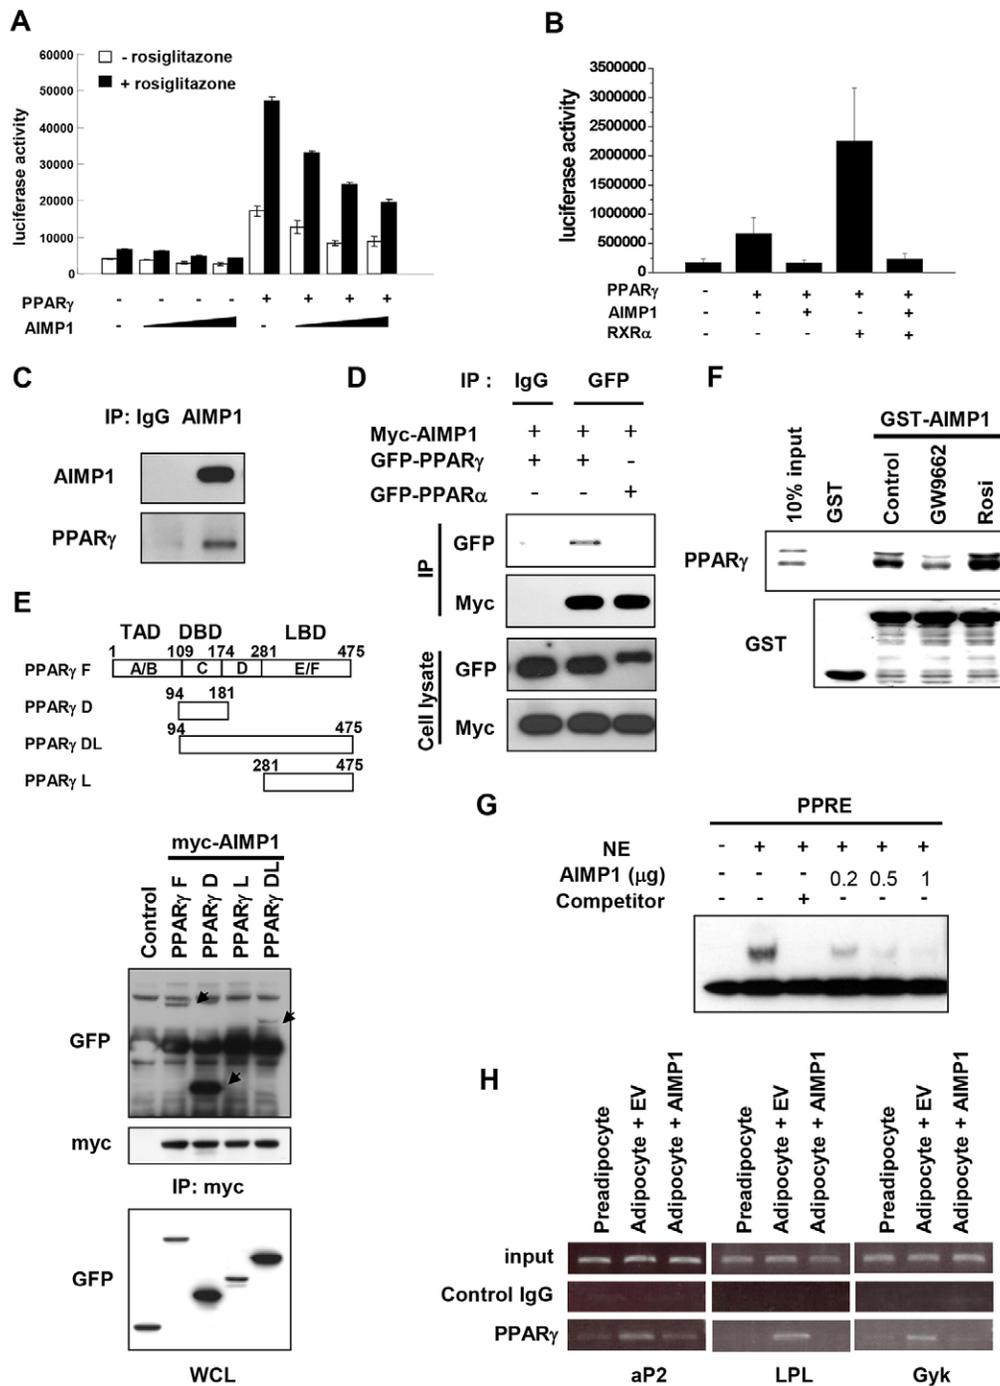 A
60000
50000
40000
30000
20000
10000
0
luciferase activity
- rosiglitazone
+ rosiglitazone
PPARγ - - - - + + + +
AIMP1 - -
B
3500000
3000000
2500000
2000000
1500000
1000000
500000
0
luciferase activity
PPARγ - + + + +
AIMP1 - - + - +
RXRα - - - + +
C
IP: IgG AIMP1
AIMP1
PPARγ
D
IP : IgG GFP
Myc-AIMP1 + + +
GFP-PPARγ + + -
GFP-PPARα - - +
IP
GFP
Myc
Cell lysate
GFP
Myc
E
TAD DBD LBD
1 109 174 281 475
PPARγ F A/B C D E/F
94 181
PPARγ D
94 475
PPARγ DL
281 475
PPARγ L
myc-AIMP1
Control
PPARγ F
PPARγ D
PPARγ L
PPARγ DL
GFP
myc
IP: myc
GFP
WCL
F
GST-AIMP1
10% input
GST
Control
GW9662
Rosi
PPARγ
GST
G
PPRE
NE - + + + + +
AIMP1 (μg) - - - 0.2 0.5 1
Competitor - - + - - -
H
Preadipocyte
Adipocyte + EV
Adipocyte + AIMP1
Preadipocyte
Adipocyte + EV
Adipocyte + AIMP1
Preadipocyte
Adipocyte + EV
Adipocyte + AIMP1
input
Control IgG
PPARγ
aP2 LPL Gyk